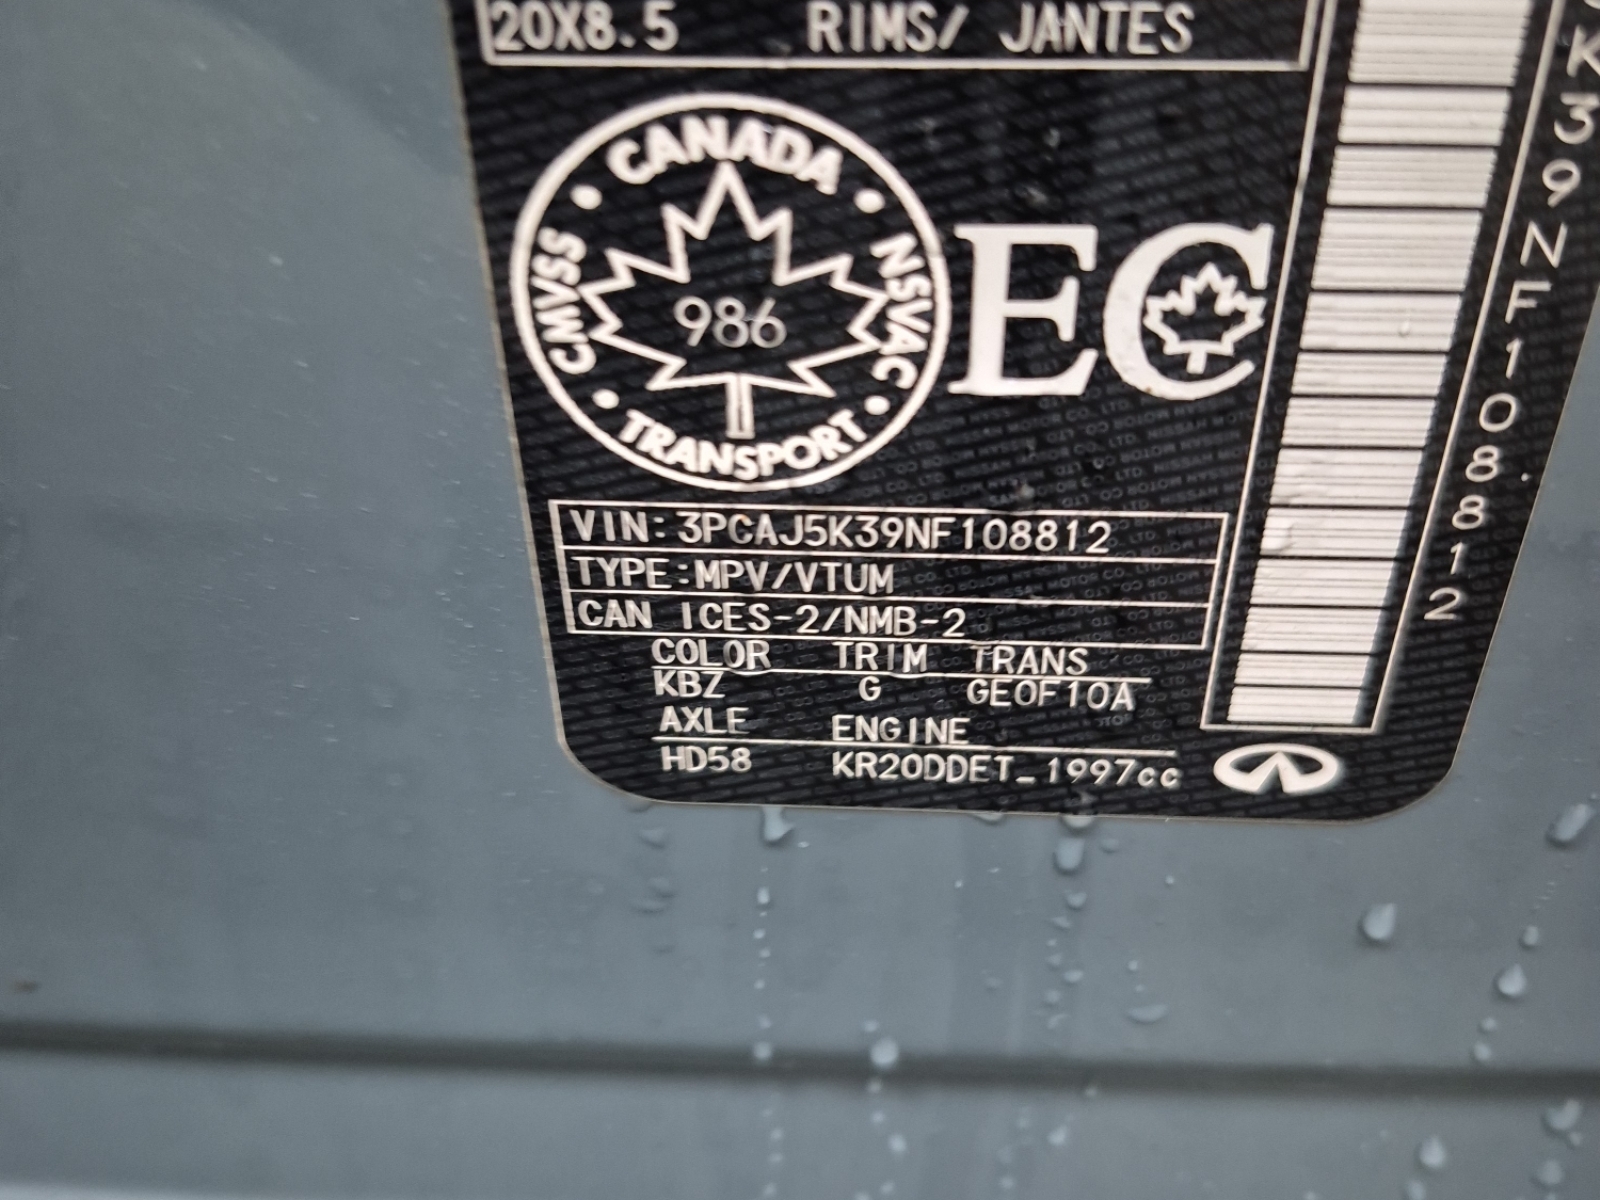 20X8.5 RIMS/ JANTES
CANADA
CMVSS
NSVAC
986
TRANSPORT
EC
VIN: 3PCAJ5K39NF108812
TYPE:MPV/VTUM
CAN ICES-2/NMB-2
COLOR TRIM TRANS
KBZ G GE0F10A
AXLE ENGINE
HD58 KR20DDET_1997cc
K39NF108812